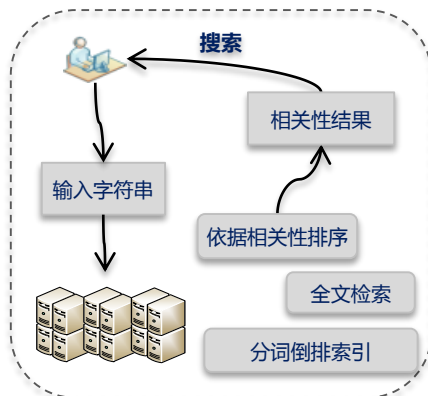 搜索
相关性结果
输入字符串
依据相关性排序
全文检索
分词倒排索引